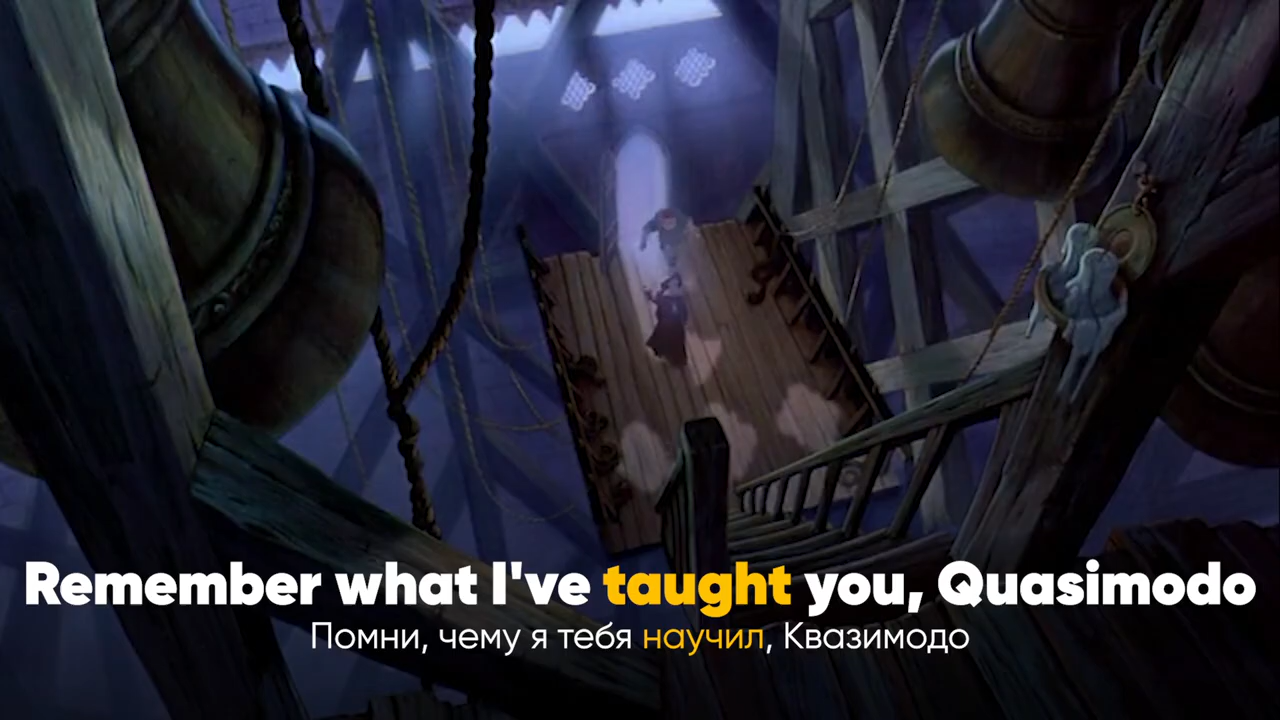 Remember what I've taught you, Quasimodo
Помни, чему я тебя научил, Квазимодо